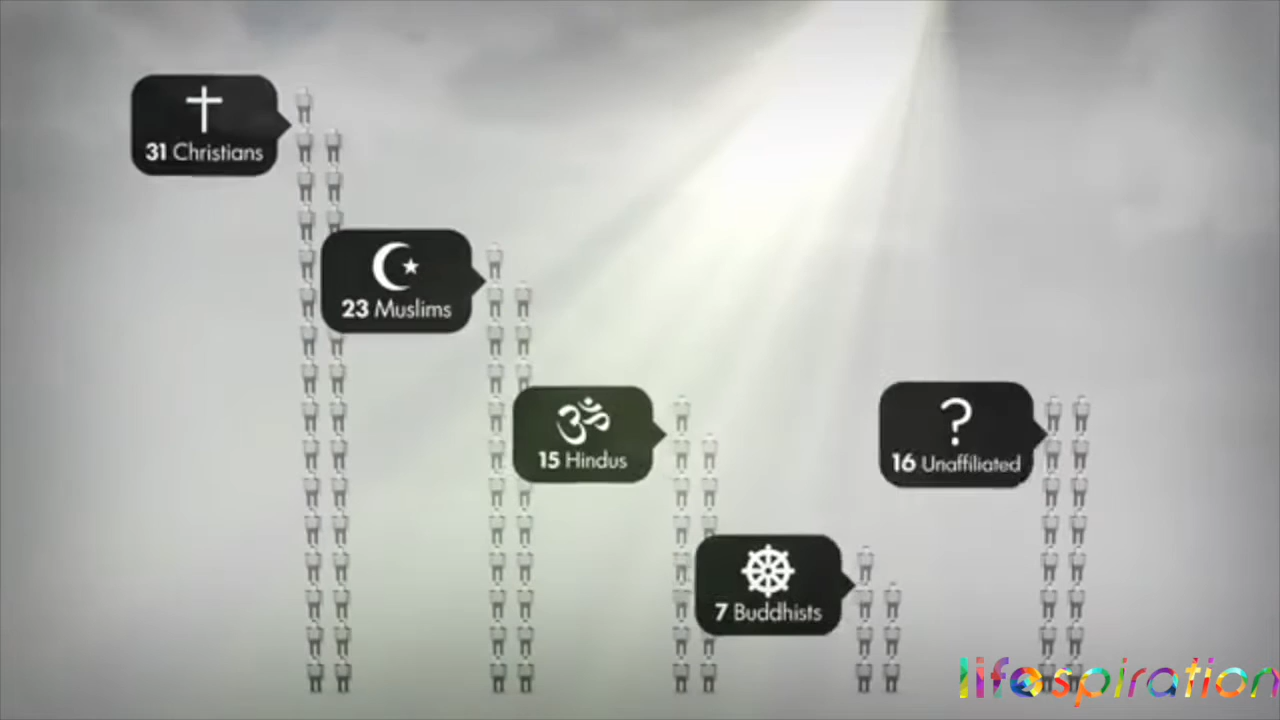 31 Christians
23 Muslims
15 Hindus
16 Unaffiliated
7 Buddhists
lifespiration